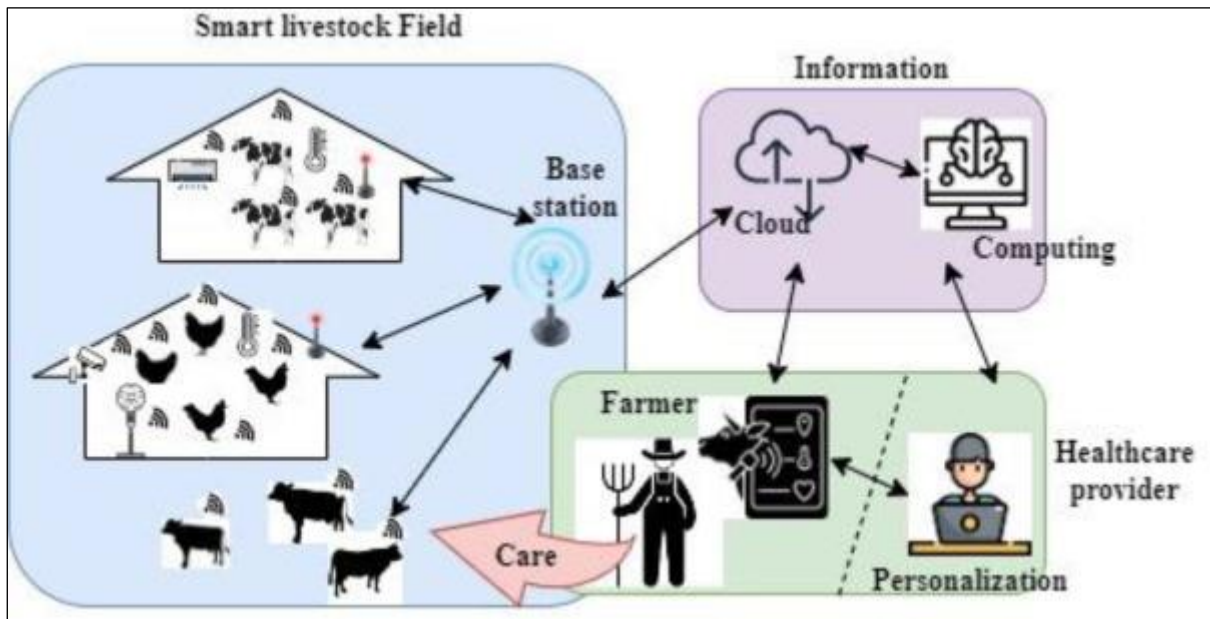 Smart livestock Field
Information
Base
station
Cloud
Computing
Farmer
Healthcare
provider
Care
Personalization